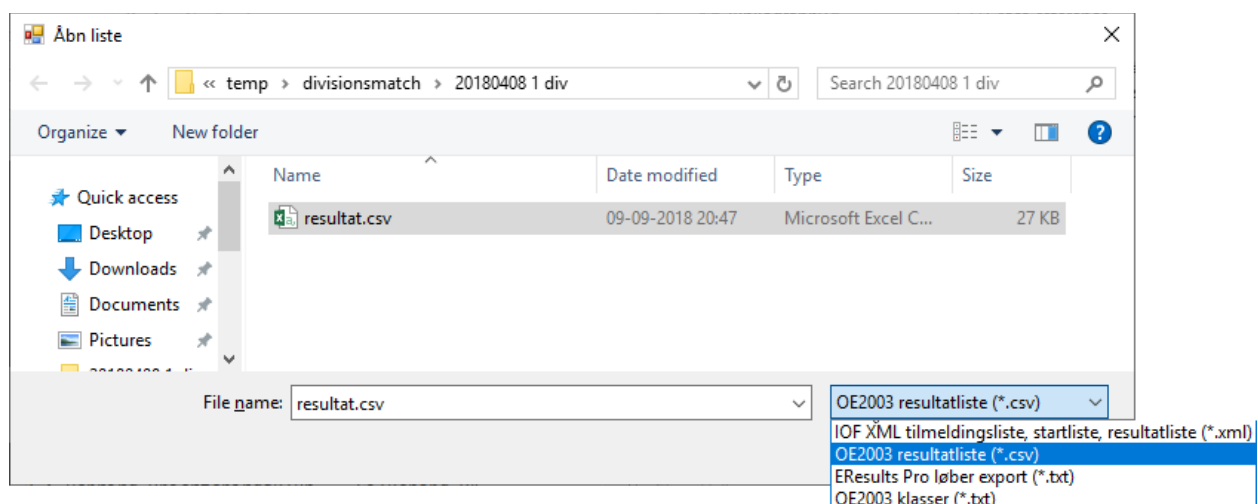 Åbn liste
« temp › divisionsmatch › 20180408 1 div
Search 20180408 1 div
Organize New folder
Name Date modified Type Size
Quick access
resultat.csv 09-09-2018 20:47 Microsoft Excel C... 27 KB
Desktop
Downloads
Documents
Pictures
File name: resultat.csv OE2003 resultatliste (*.csv)
IOF XML tilmeldingsliste, startliste, resultatliste (*.xml)
OE2003 resultatliste (*.csv)
EResults Pro løber export (*.txt)
OE2003 klasser (*.txt)